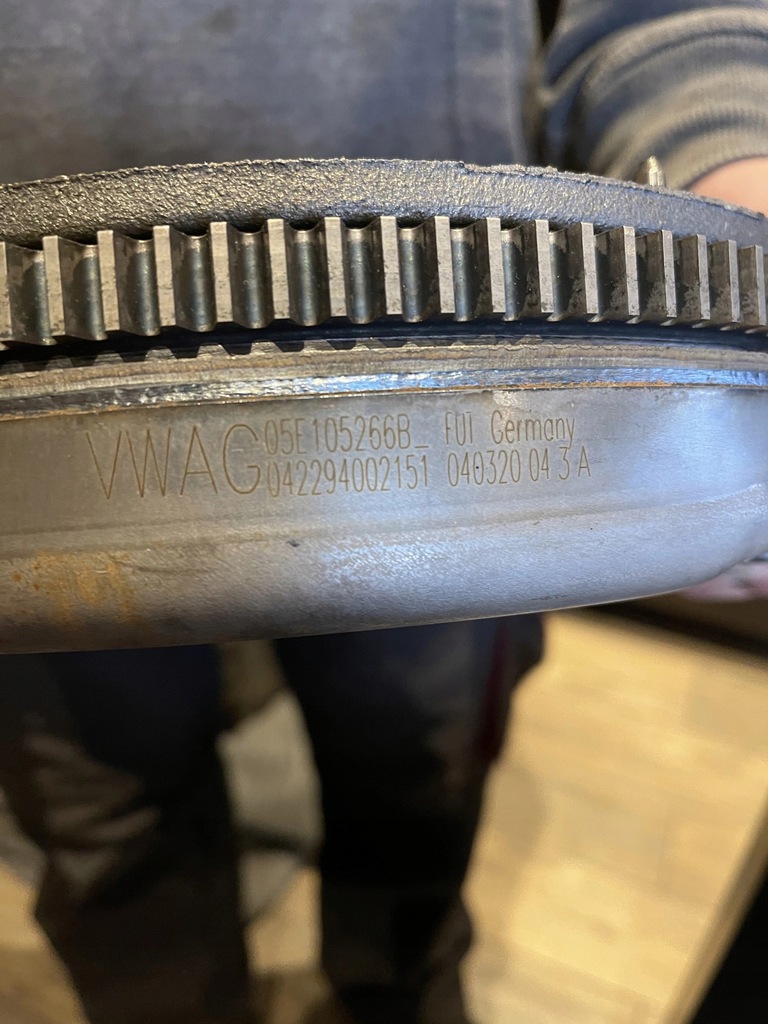 VWAG
05E105266B_ FUT Germany
042294002151 040320 04 3 A